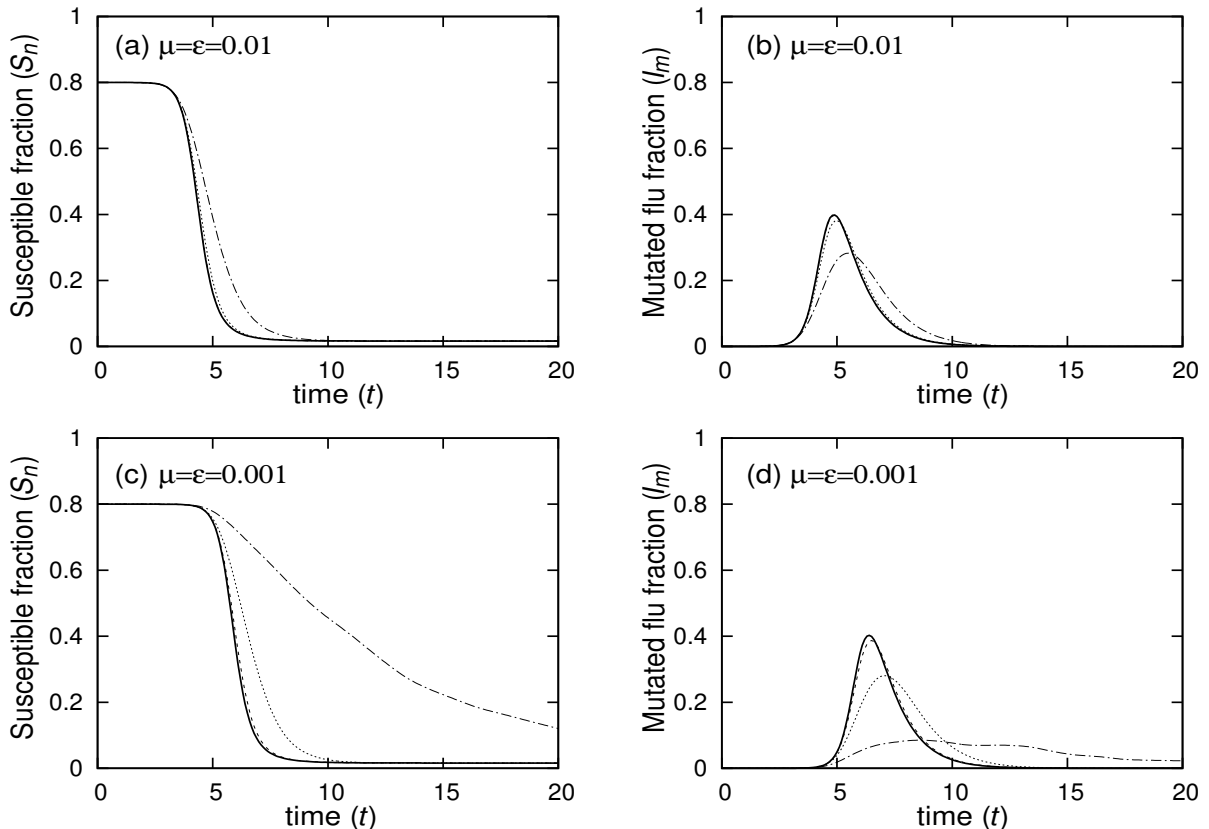 (a) μ=ε=0.01
Susceptible fraction (Sn)
1
0.8
0.6
0.4
0.2
0
0 5 10 15 20
time (t)
(b) μ=ε=0.01
Mutated flu fraction (Im)
1
0.8
0.6
0.4
0.2
0
0 5 10 15 20
time (t)
(c) μ=ε=0.001
Susceptible fraction (Sn)
1
0.8
0.6
0.4
0.2
0
0 5 10 15 20
time (t)
(d) μ=ε=0.001
Mutated flu fraction (Im)
1
0.8
0.6
0.4
0.2
0
0 5 10 15 20
time (t)